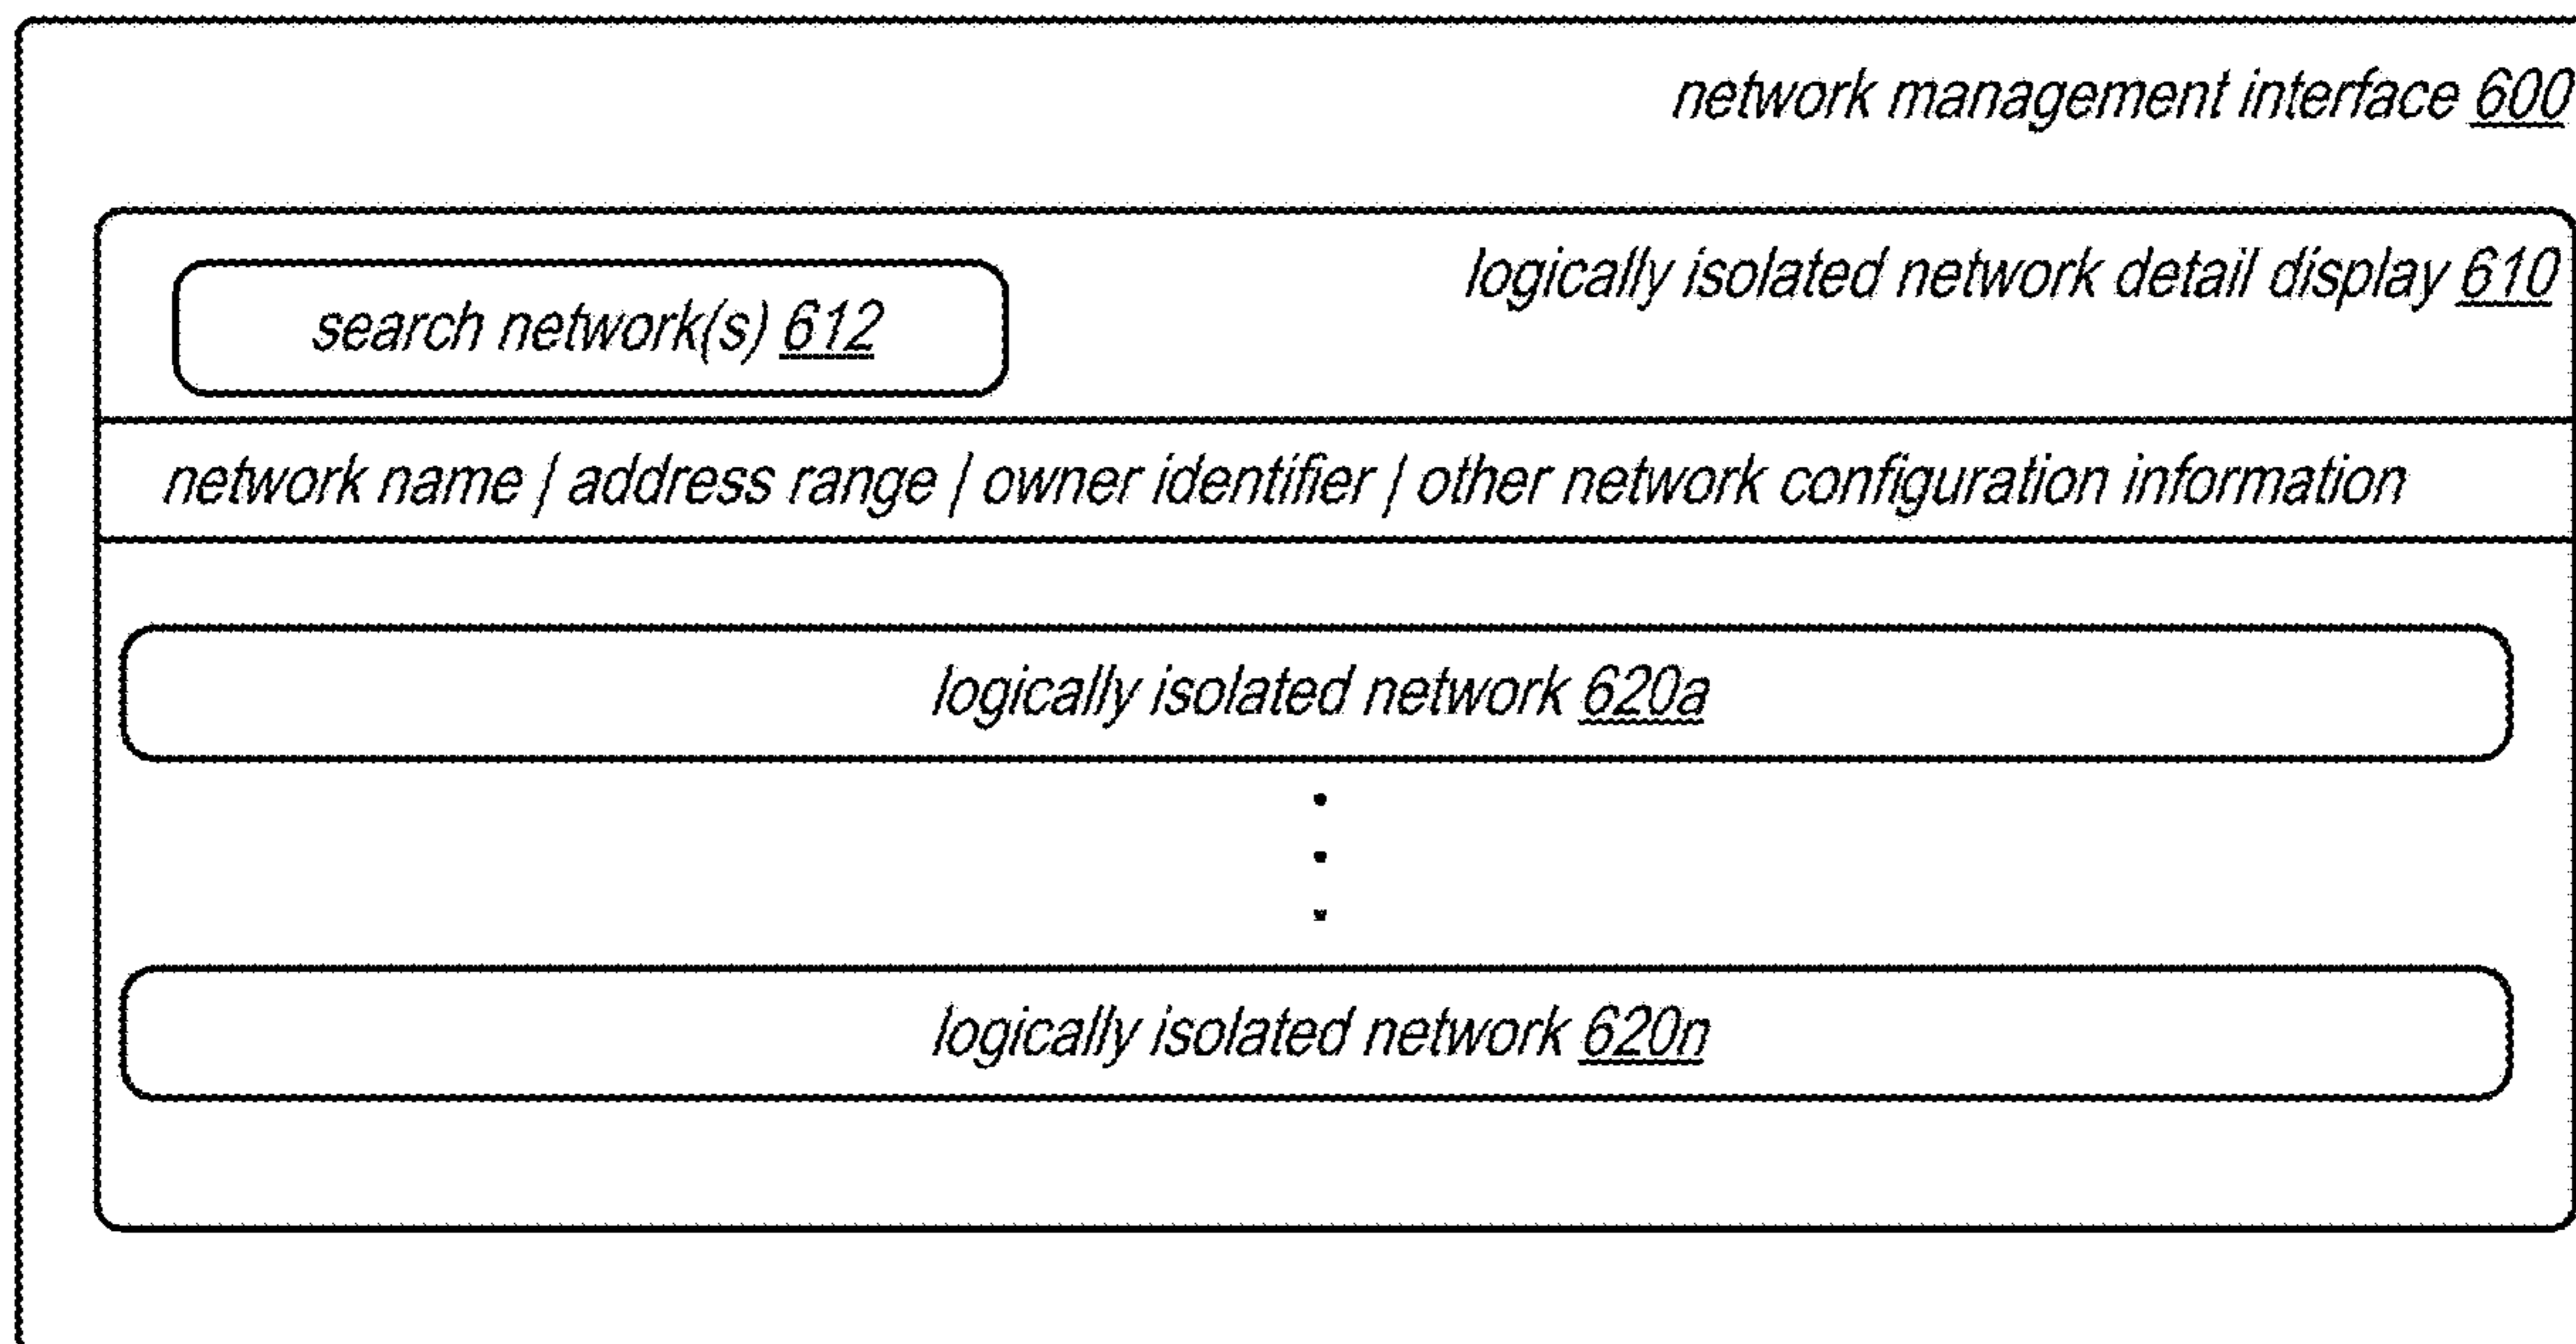 network management interface 600
logically isolated network detail display 610
search network(s) 612
network name | address range | owner identifier | other network configuration information
logically isolated network 620a
logically isolated network 620n